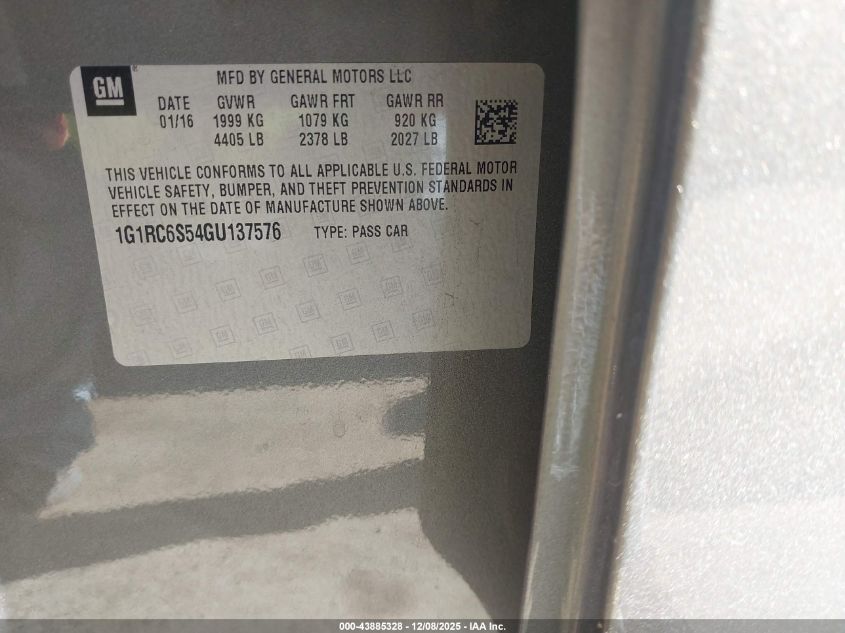 GM
MFD BY GENERAL MOTORS LLC
DATE GVWR GAWR FRT GAWR RR
01/16 1999 KG 1079 KG 920 KG
4405 LB 2378 LB 2027 LB
THIS VEHICLE CONFORMS TO ALL APPLICABLE U.S. FEDERAL MOTOR
VEHICLE SAFETY, BUMPER, AND THEFT PREVENTION STANDARDS IN
EFFECT ON THE DATE OF MANUFACTURE SHOWN ABOVE.
1G1RC6S54GU137576 TYPE: PASS CAR
000-43885328 - 12/08/2025 - IAA Inc.